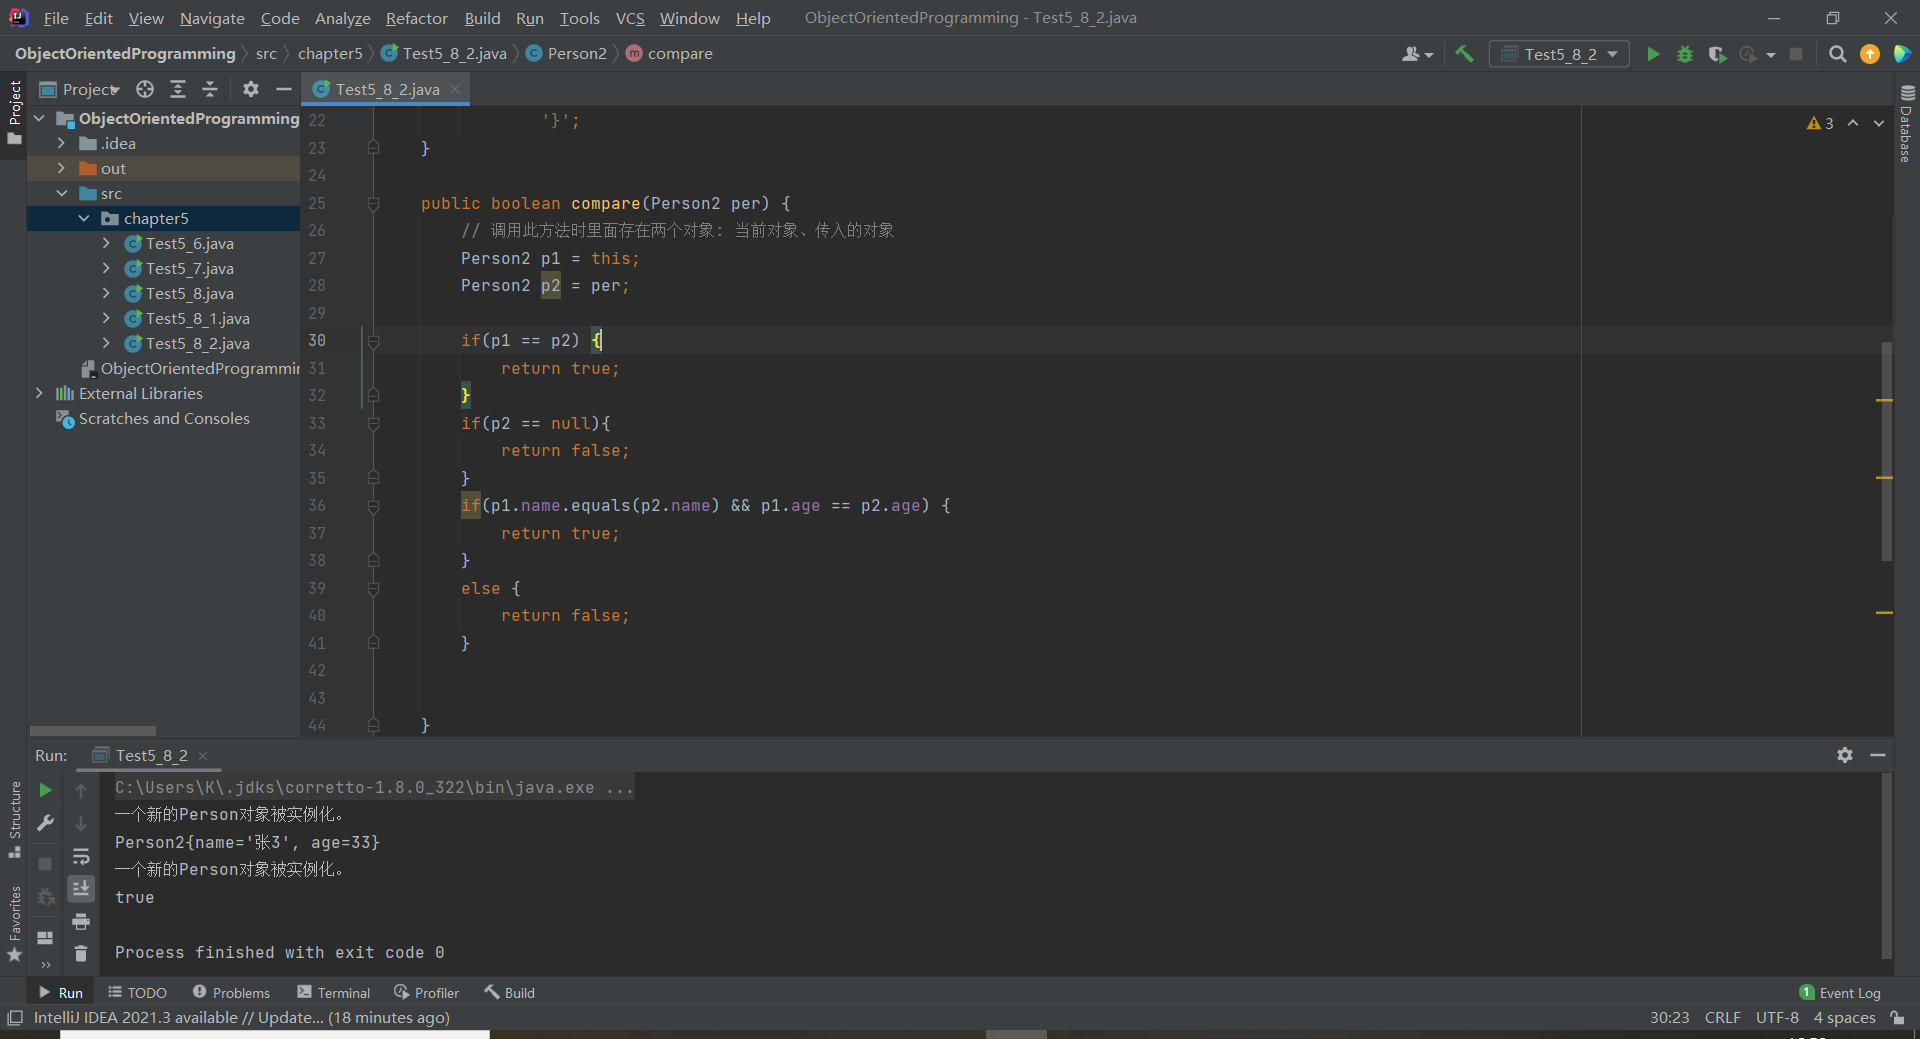 File Edit View Navigate Code Analyze Refactor Build Run Tools VCS Window Help ObjectOrientedProgramming - Test5_8_2.java
ObjectOrientedProgramming src chapter5 Test5_8_2.java Person2 compare Test5_8_2
Project
Project
Test5_8_2.java
ObjectOrientedProgramming
.idea
out
src
chapter5
Test5_6.java
Test5_7.java
Test5_8.java
Test5_8_1.java
Test5_8_2.java
ObjectOrientedProgrammin
External Libraries
Scratches and Consoles
22 '}';
23 }
24
25 public boolean compare(Person2 per) {
26 // 调用此方法时里面存在两个对象: 当前对象、传入的对象
27 Person2 p1 = this;
28 Person2 p2 = per;
29
30 if(p1 == p2) {
31 return true;
32 }
33 if(p2 == null){
34 return false;
35 }
36 if(p1.name.equals(p2.name) && p1.age == p2.age) {
37 return true;
38 }
39 else {
40 return false;
41 }
42
43
44 }
3
Database
Run: Test5_8_2
C:\Users\K\.jdks\corretto-1.8.0_322\bin\java.exe ...
一个新的Person对象被实例化。
Person2{name='张3', age=33}
一个新的Person对象被实例化。
true
Process finished with exit code 0
Structure
Favorites
Run TODO Problems Terminal Profiler Build 1 Event Log
IntelliJ IDEA 2021.3 available // Update... (18 minutes ago) 30:23 CRLF UTF-8 4 spaces